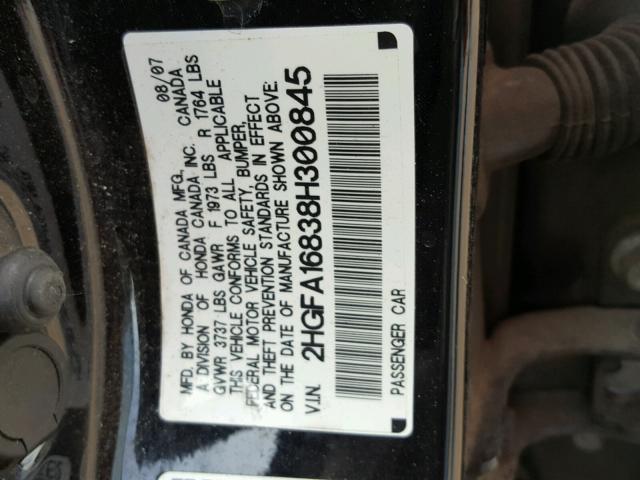 MFD. BY HONDA OF CANADA MFG. 08/07
A DIVISION OF HONDA CANADA INC. CANADA
GVWR 3737 LBS GAWR F 1973 LBS R 1764 LBS
THIS VEHICLE CONFORMS TO ALL APPLICABLE
FEDERAL MOTOR VEHICLE SAFETY, BUMPER,
AND THEFT PREVENTION STANDARDS IN EFFECT
ON THE DATE OF MANUFACTURE SHOWN ABOVE.
V.I.N. 2HGFA16838H300845
PASSENGER CAR